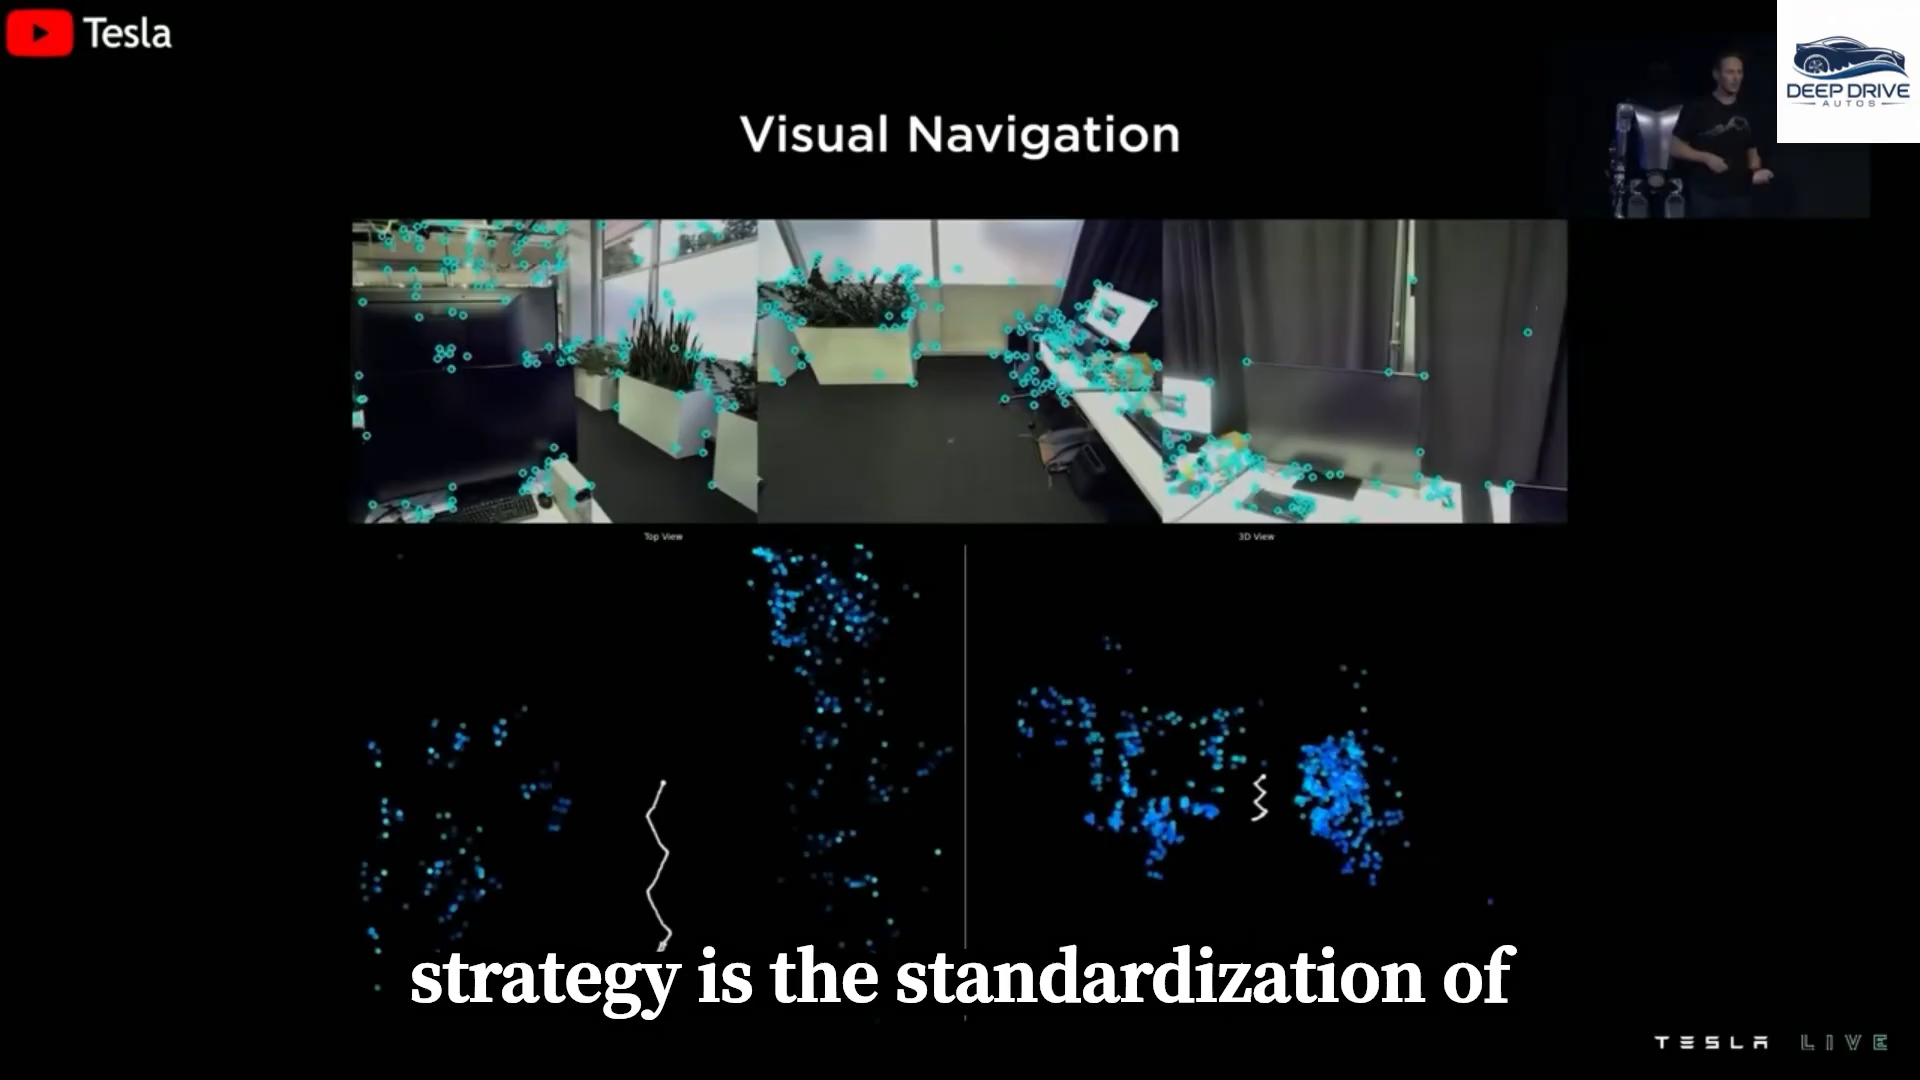 Tesla
DEEP DRIVE
AUTOS
Visual Navigation
Top View
3D View
strategy is the standardization of
TESLA LIVE